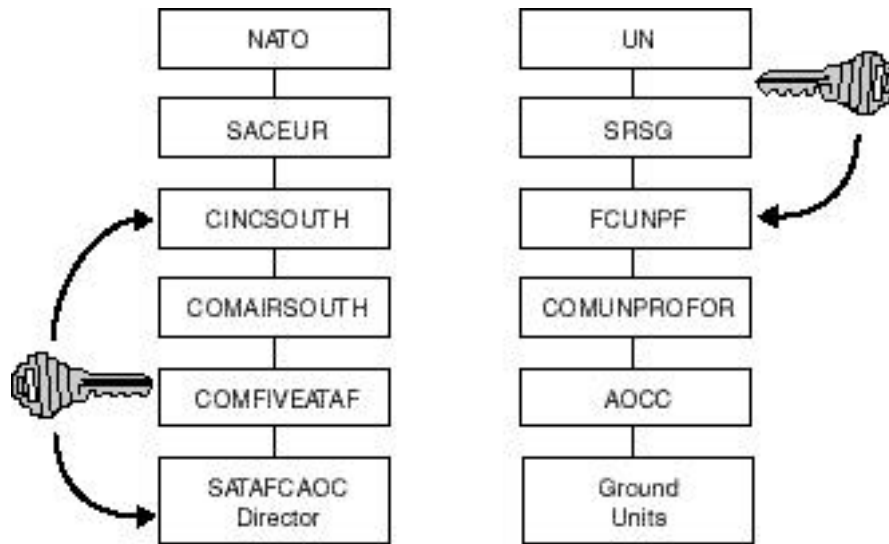 NATO
SACEUR
CINCSOUTH
COMAIRSOUTH
COMFIVEATAF
SATAFCAOC
Director
UN
SRSG
FCUNPF
COMUNPROFOR
AOCC
Ground
Units